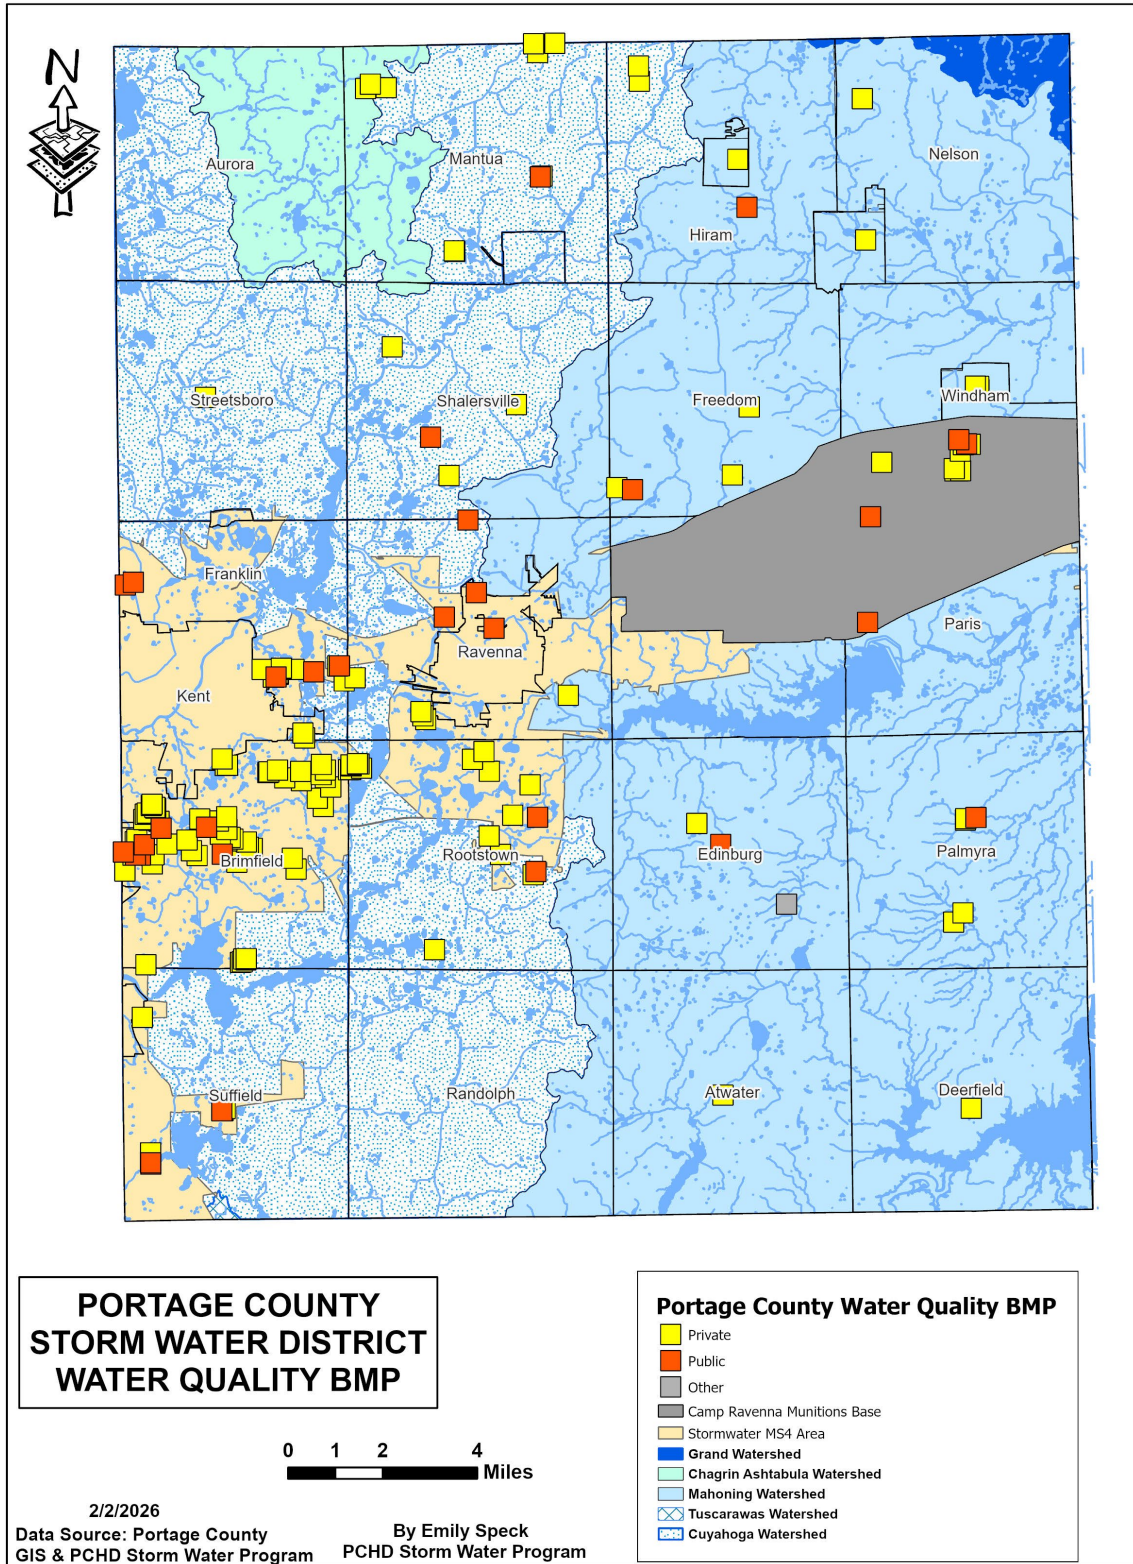 N
Aurora
Mantua
Nelson
Hiram
Streetsboro
Shalersville
Freedom
Windham
Franklin
Paris
Ravenna
Kent
Brimfield
Rootstown
Edinburg
Palmyra
Suffield
Randolph
Atwater
Deerfield
PORTAGE COUNTY
STORM WATER DISTRICT
WATER QUALITY BMP
0 1 2 4
Miles
2/2/2026
Data Source: Portage County
GIS & PCHD Storm Water Program
By Emily Speck
PCHD Storm Water Program
Portage County Water Quality BMP
Private
Public
Other
Camp Ravenna Munitions Base
Stormwater MS4 Area
Grand Watershed
Chagrin Ashtabula Watershed
Mahoning Watershed
Tuscarawas Watershed
Cuyahoga Watershed